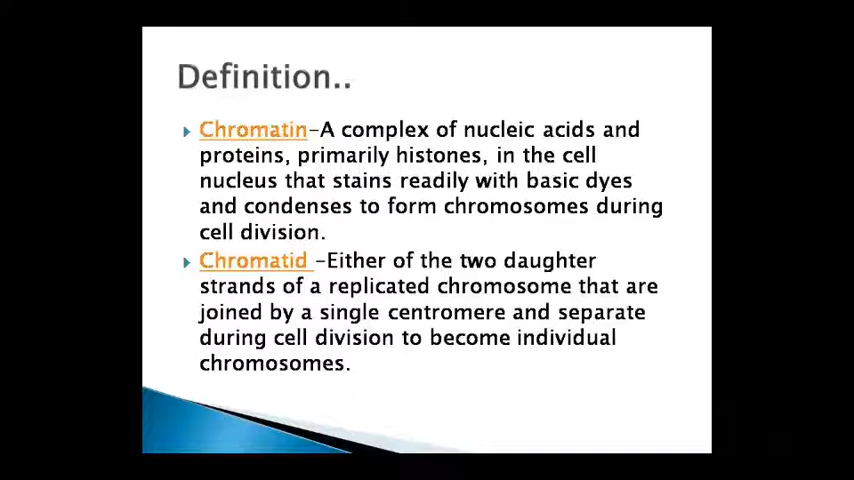 Definition..
Chromatin-A complex of nucleic acids and
proteins, primarily histones, in the cell
nucleus that stains readily with basic dyes
and condenses to form chromosomes during
cell division.
Chromatid -Either of the two daughter
strands of a replicated chromosome that are
joined by a single centromere and separate
during cell division to become individual
chromosomes.